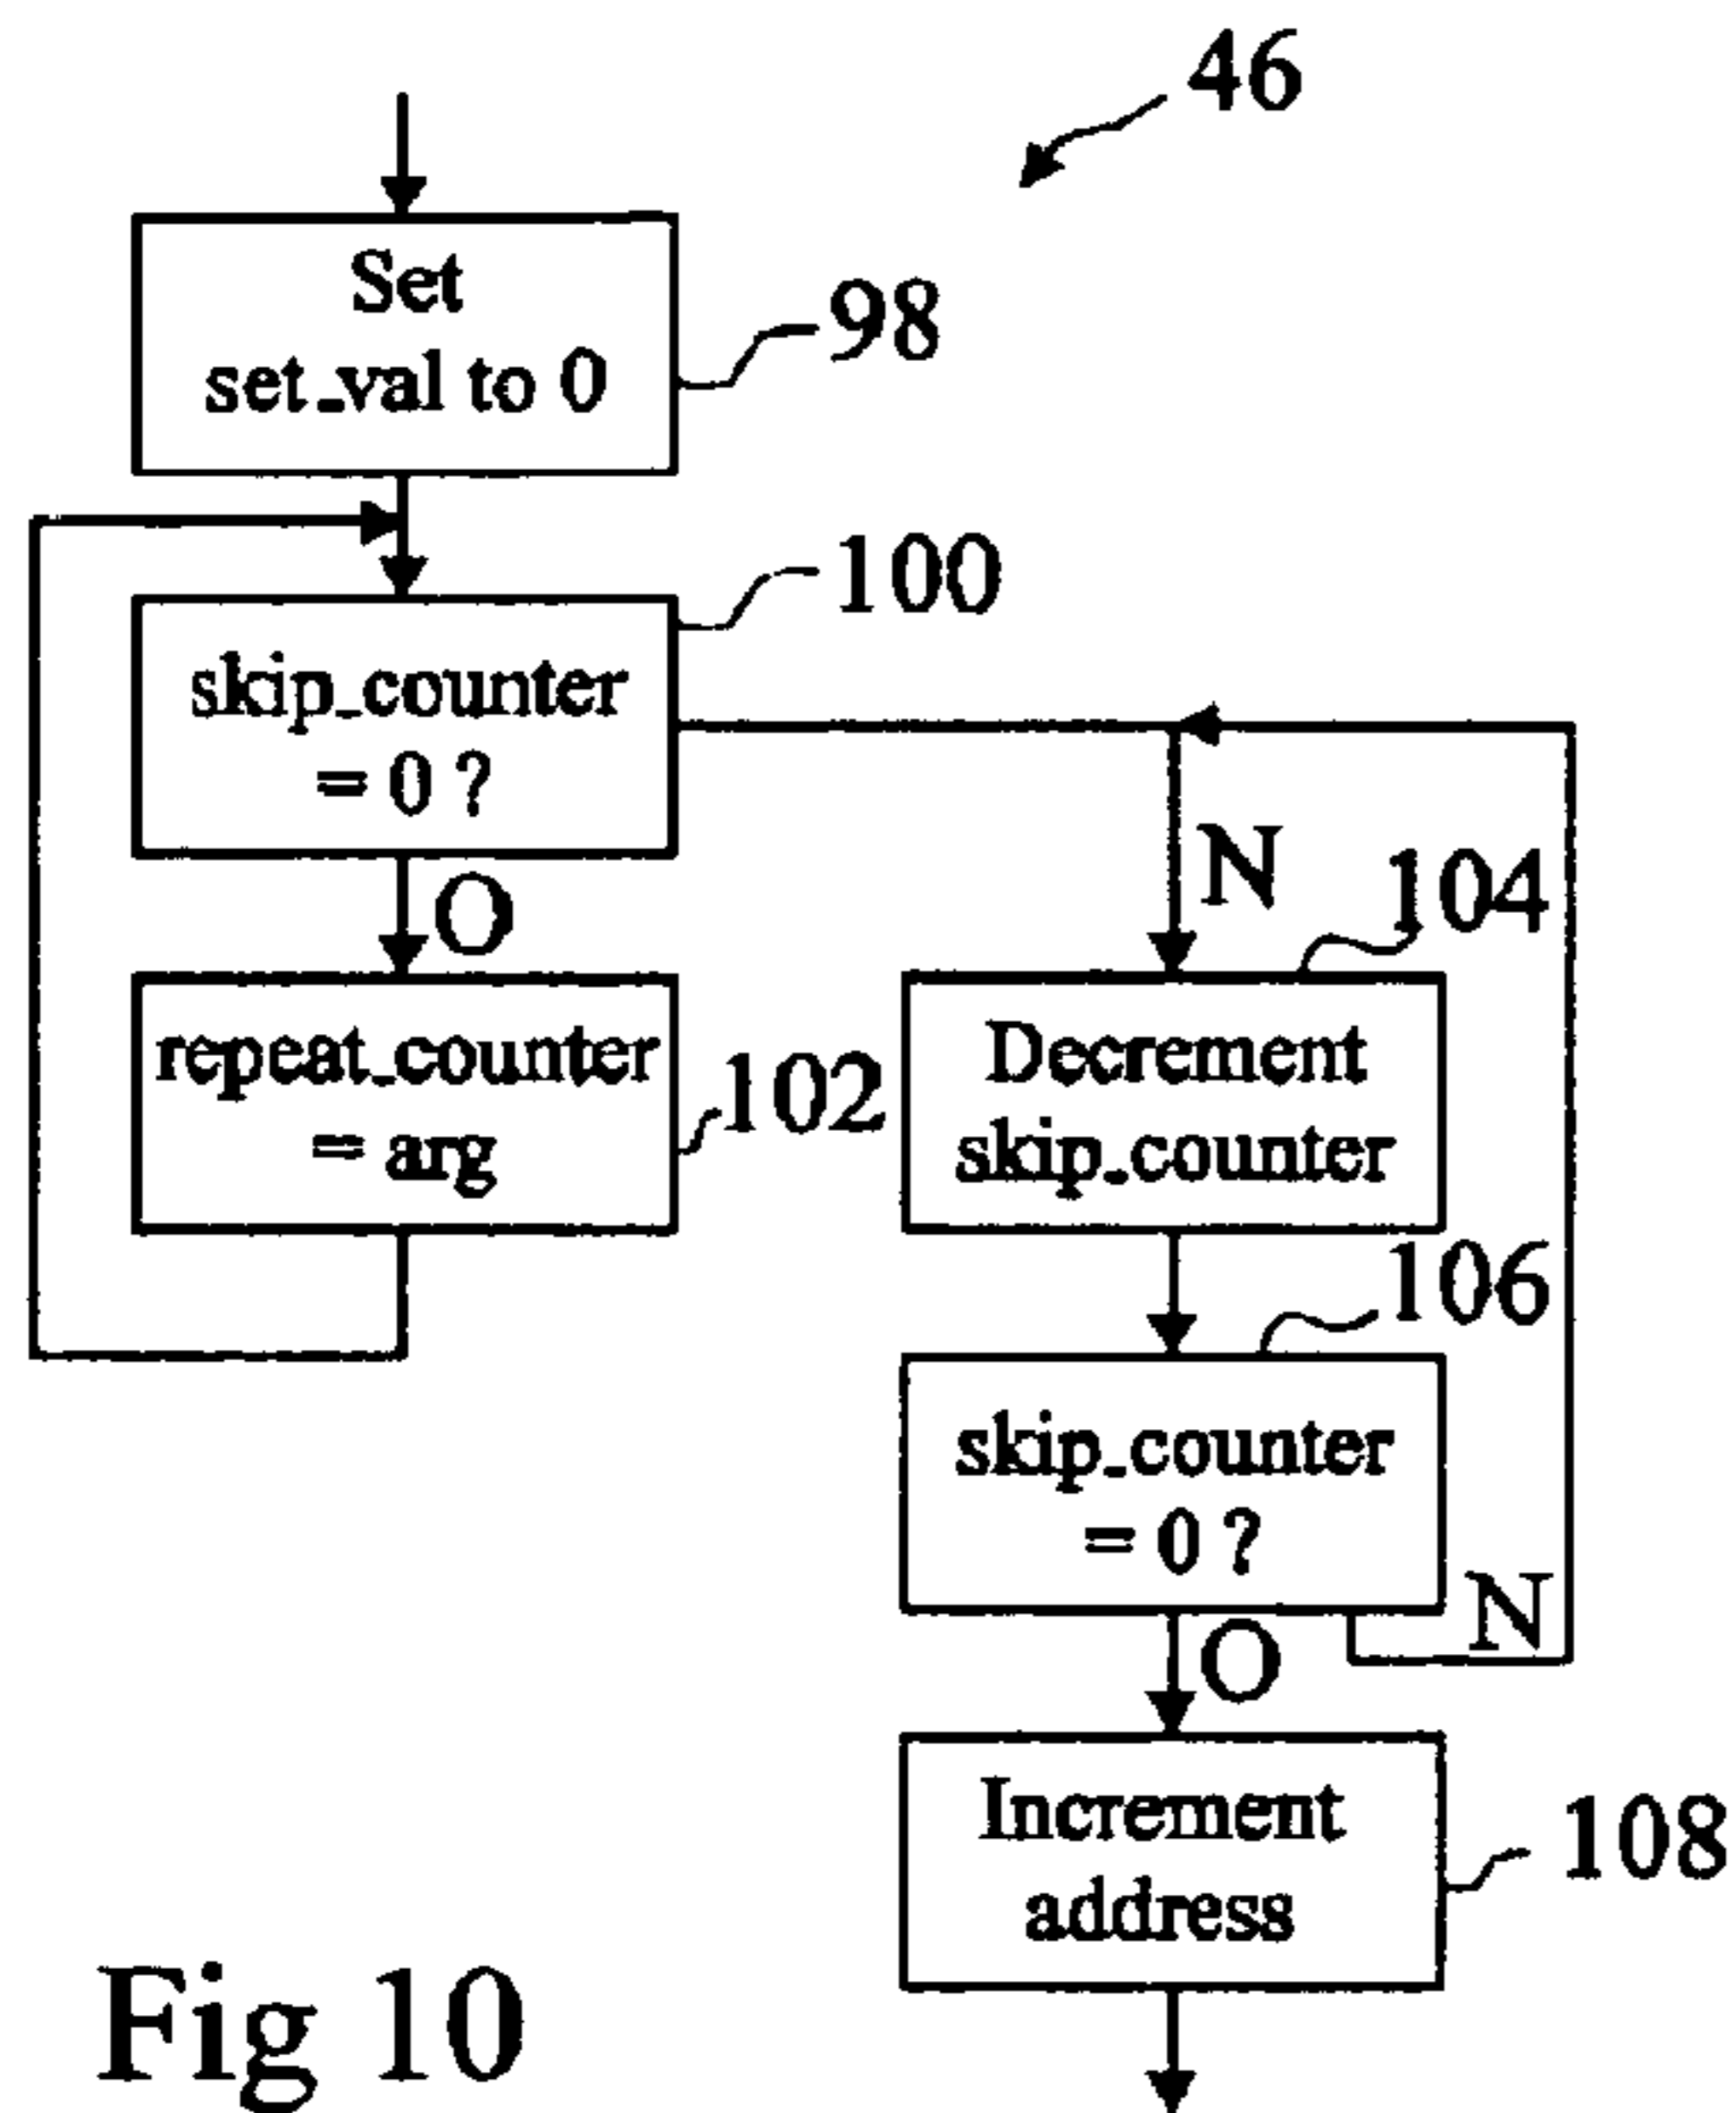 46
Set
set_val to 0
98
100
skip_counter
= 0 ?
N
104
O
repeat_counter
= arg
102
Decrement
skip_counter
106
skip_counter
= 0 ?
N
O
Increment
address
108
Fig 10